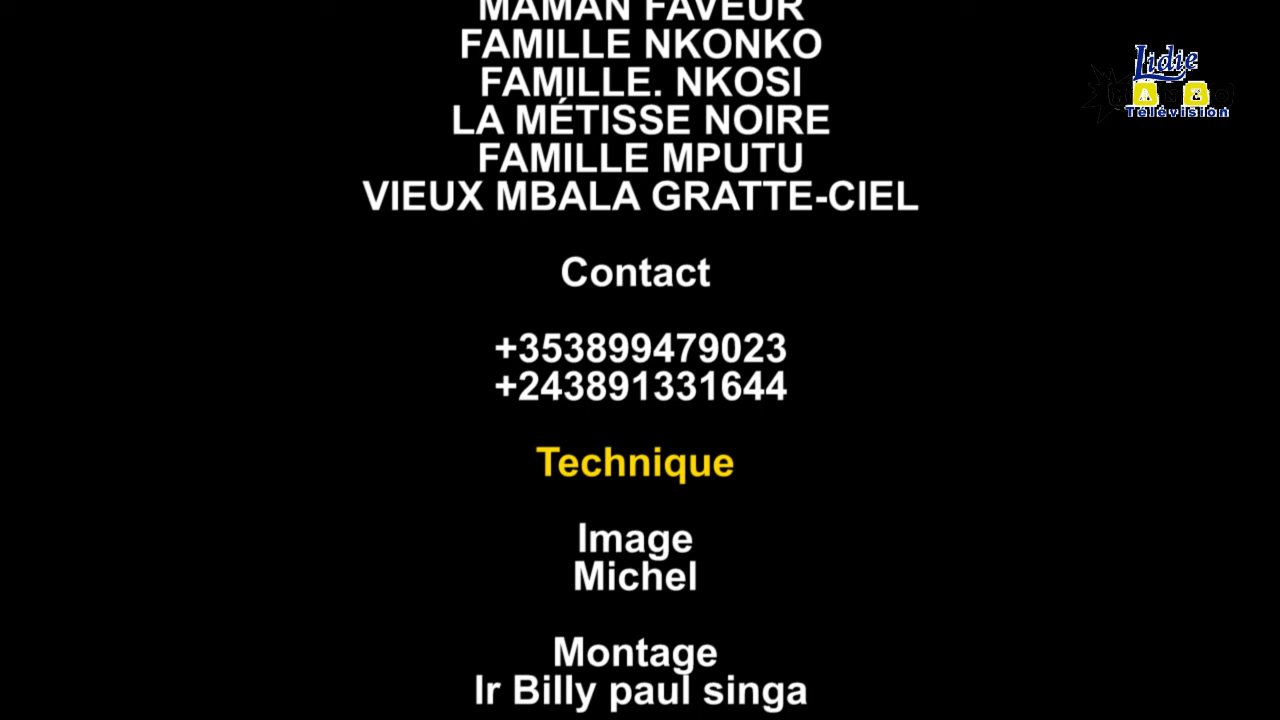 MAMAN FAVEUR
FAMILLE NKONKO
FAMILLE. NKOSI
LA MÉTISSE NOIRE
FAMILLE MPUTU
VIEUX MBALA GRATTE-CIEL
Contact
+353899479023
+243891331644
Technique
Image
Michel
Montage
Ir Billy paul singa
Lidie
Télévision